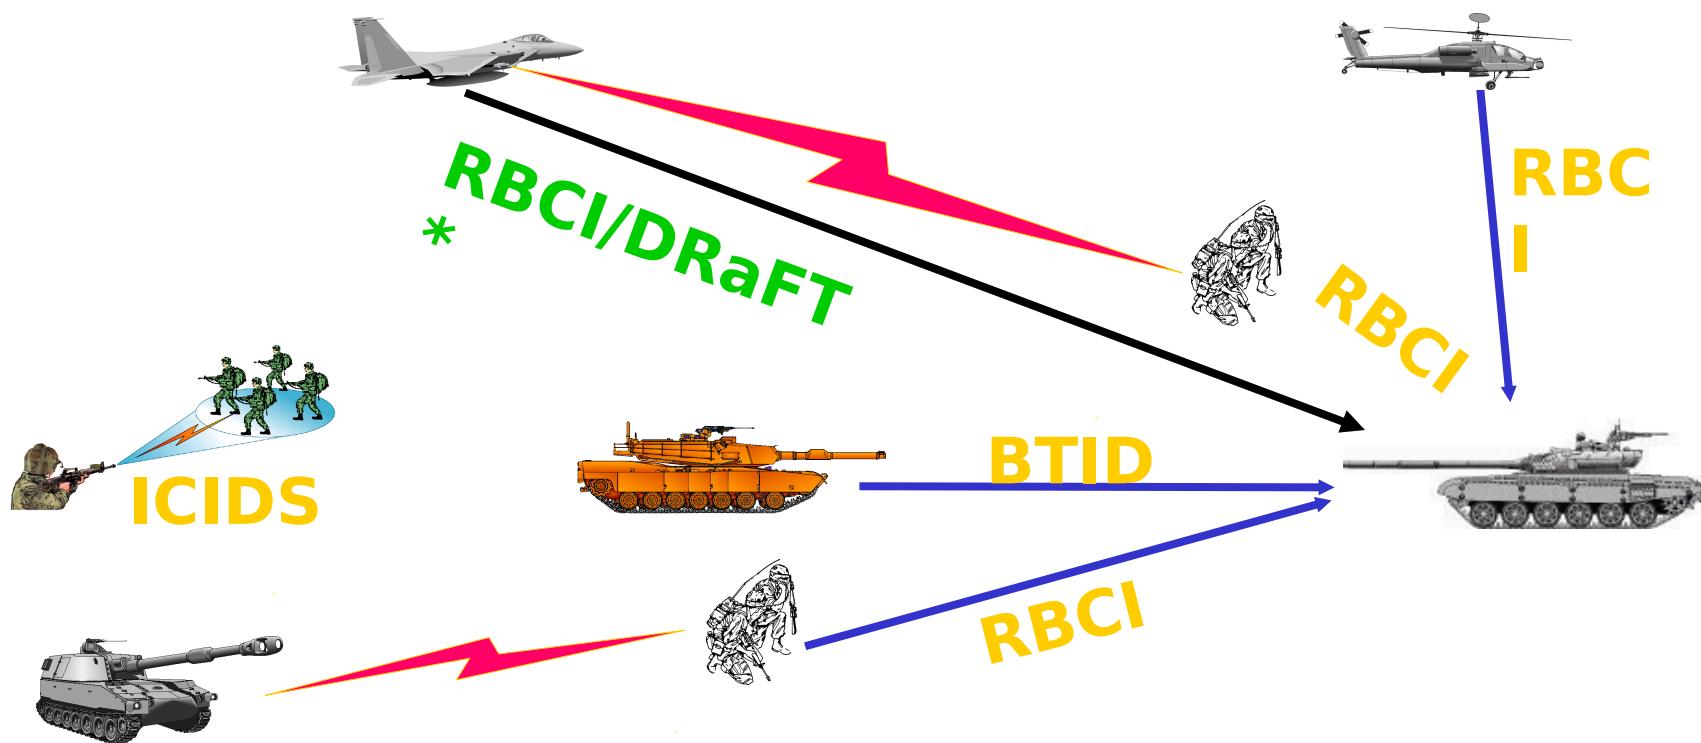 RBCI/DRaFT
*
RBC
I
RBCI
BTID
ICIDS
RBCI